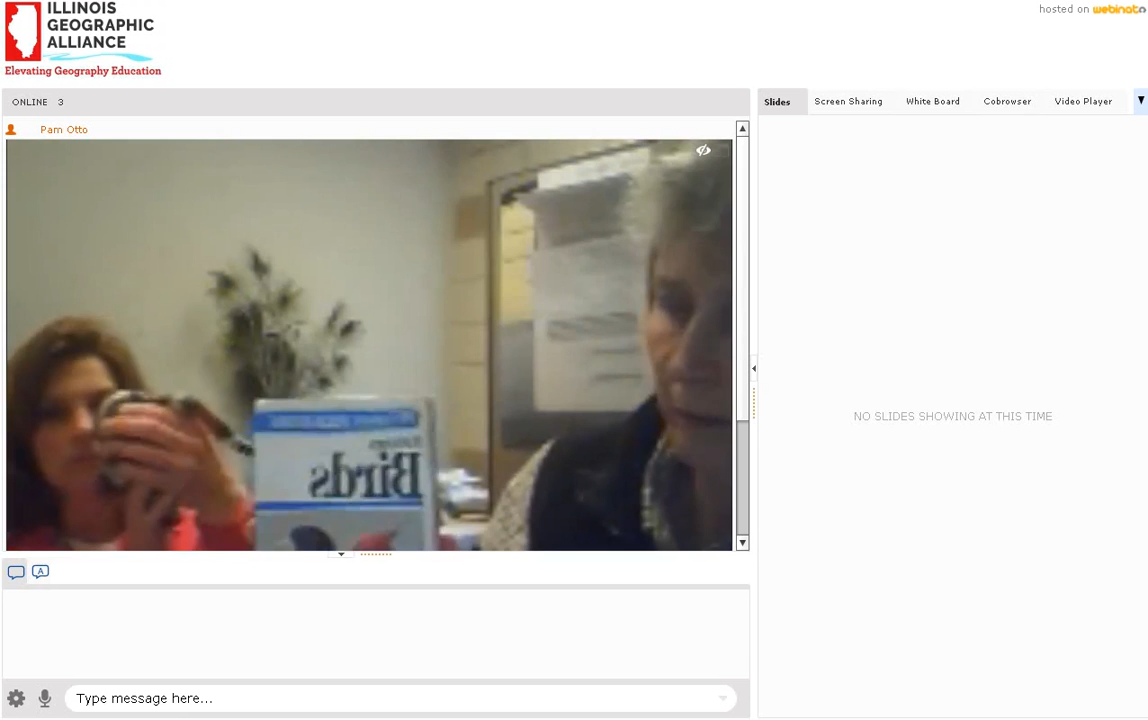 ILLINOIS
GEOGRAPHIC
ALLIANCE
Elevating Geography Education
hosted on webinato
ONLINE 3
Slides
Screen Sharing
White Board
Cobrowser
Video Player
Pam Otto
Birds
NO SLIDES SHOWING AT THIS TIME
A
Type message here...